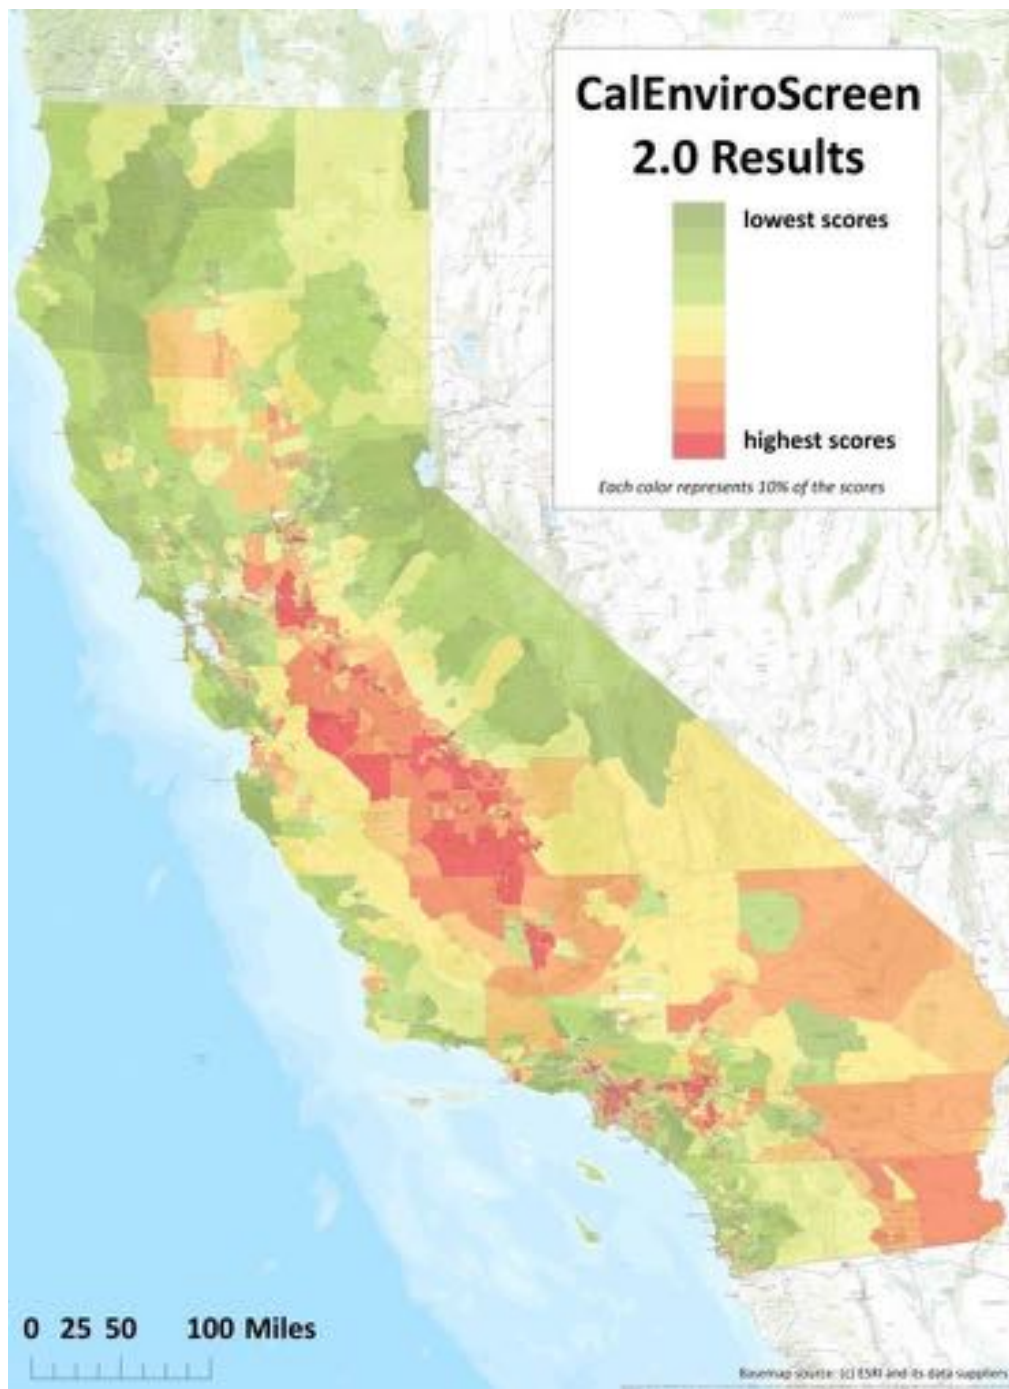 CalEnviroScreen
2.0 Results
lowest scores
highest scores
Each color represents 10% of the scores
0 25 50 100 Miles
Basemap source: (c) ESRI and its data suppliers